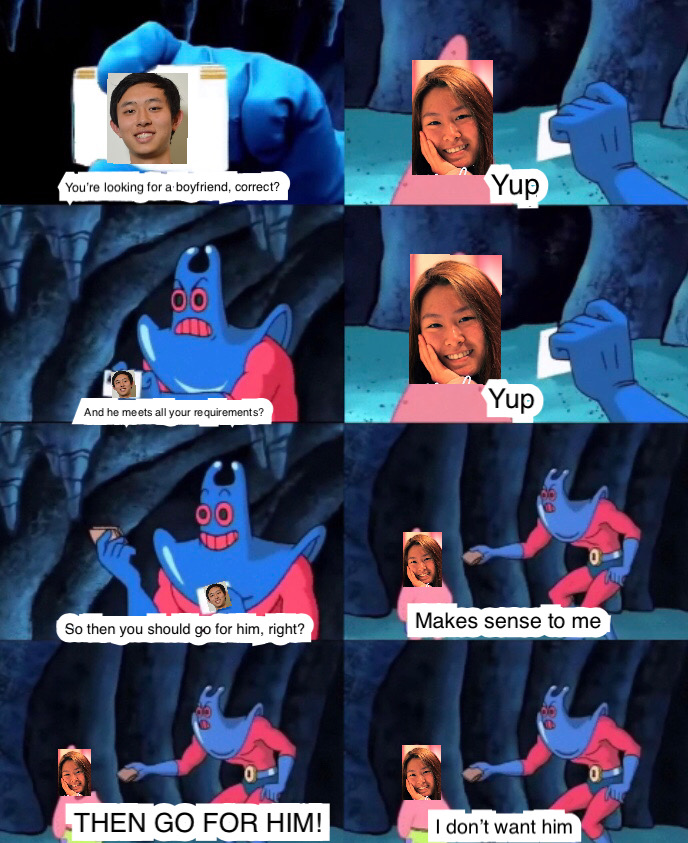 You're looking for a boyfriend, correct?
Yup
And he meets all your requirements?
Yup
So then you should go for him, right?
Makes sense to me
THEN GO FOR HIM!
I don't want him